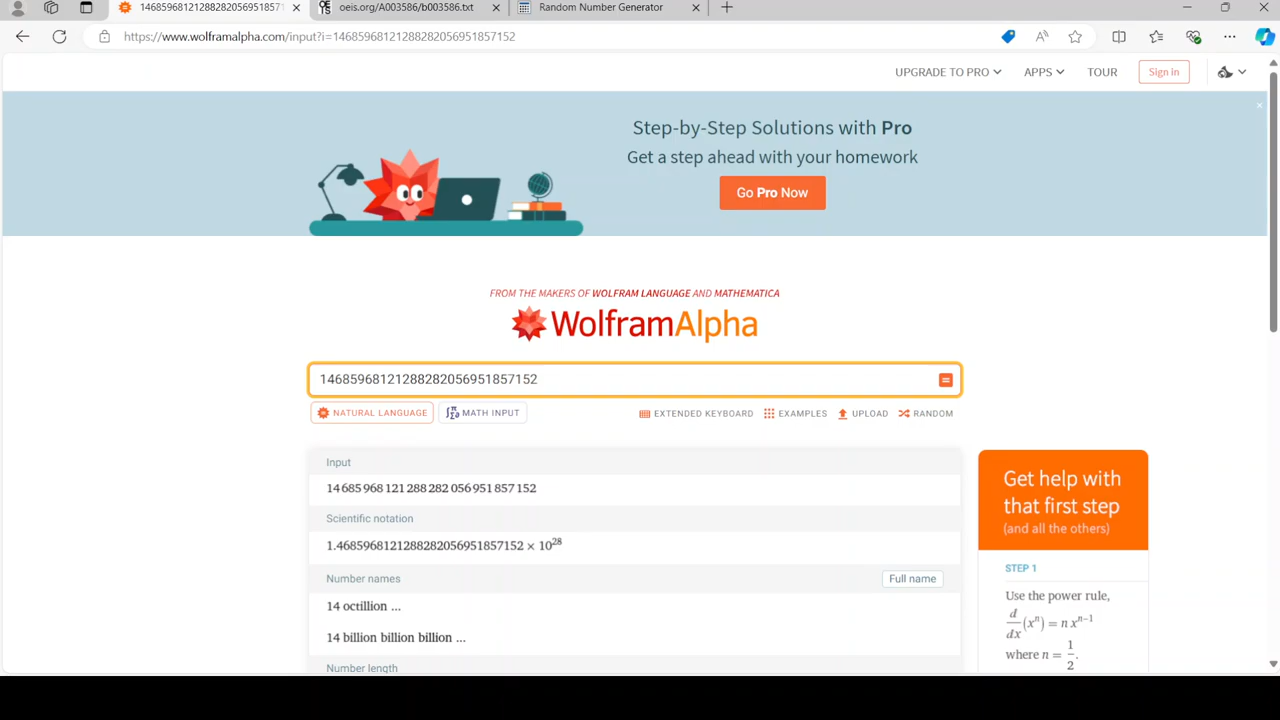 1468596812128828205695185715
oeis.org/A003586/b003586.txt
Random Number Generator
https://www.wolframalpha.com/input?i=14685968121288282056951857152
UPGRADE TO PRO
APPS
TOUR
Sign in
Step-by-Step Solutions with Pro
Get a step ahead with your homework
Go Pro Now
FROM THE MAKERS OF WOLFRAM LANGUAGE AND MATHEMATICA
WolframAlpha
14685968121288282056951857152
NATURAL LANGUAGE
MATH INPUT
EXTENDED KEYBOARD
EXAMPLES
UPLOAD
RANDOM
Input
14 685 968 121 288 282 056 951 857 152
Scientific notation
1.4685968121288282056951857152 × 10^28
Number names
Full name
14 octillion ...
14 billion billion billion ...
Number length
Get help with
that first step
(and all the others)
STEP 1
Use the power rule,
d/dx (x^n) = n x^(n−1)
where n = 1/2.